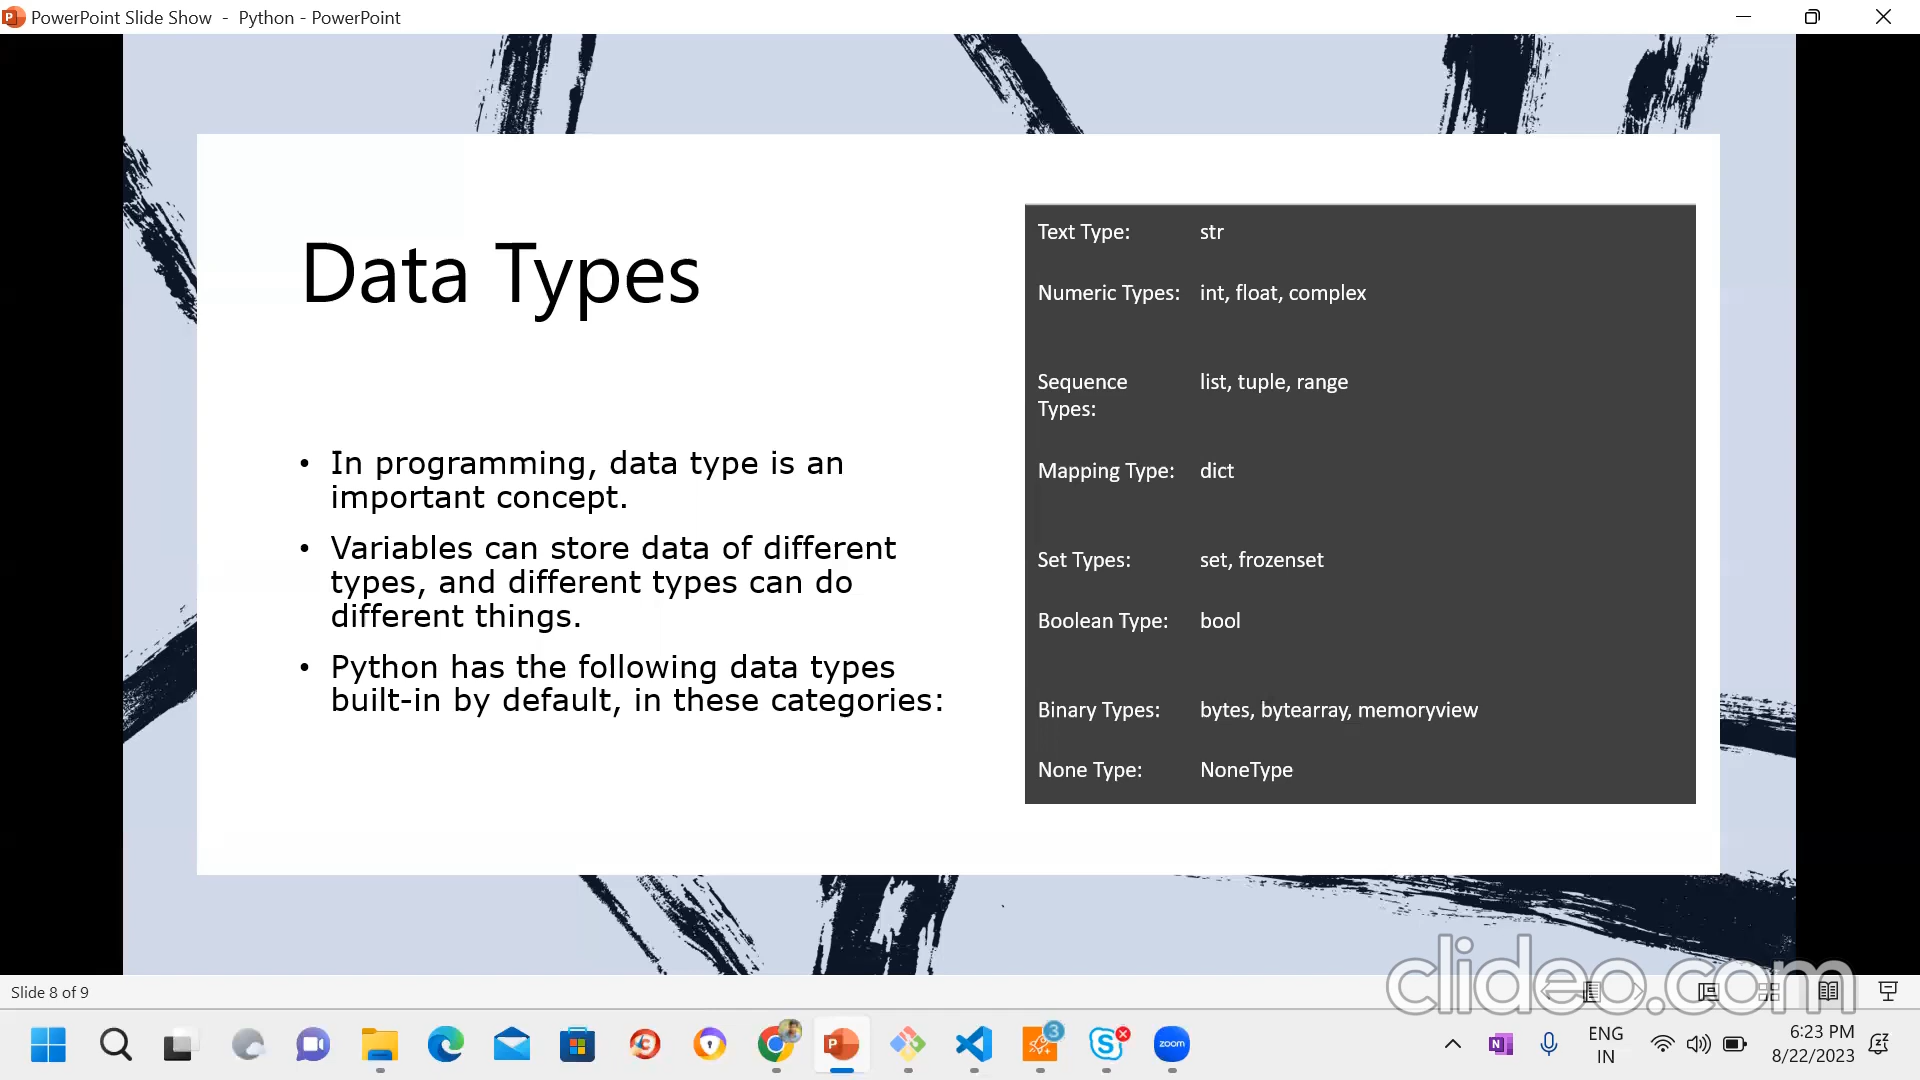 PowerPoint Slide Show - Python - PowerPoint
Data Types
• In programming, data type is an
important concept.
• Variables can store data of different
types, and different types can do
different things.
• Python has the following data types
built-in by default, in these categories:
Text Type: str
Numeric Types: int, float, complex
Sequence list, tuple, range
Types:
Mapping Type: dict
Set Types: set, frozenset
Boolean Type: bool
Binary Types: bytes, bytearray, memoryview
None Type: NoneType
clideo.com
Slide 8 of 9
3
zoom
ENG
IN
6:23 PM
8/22/2023